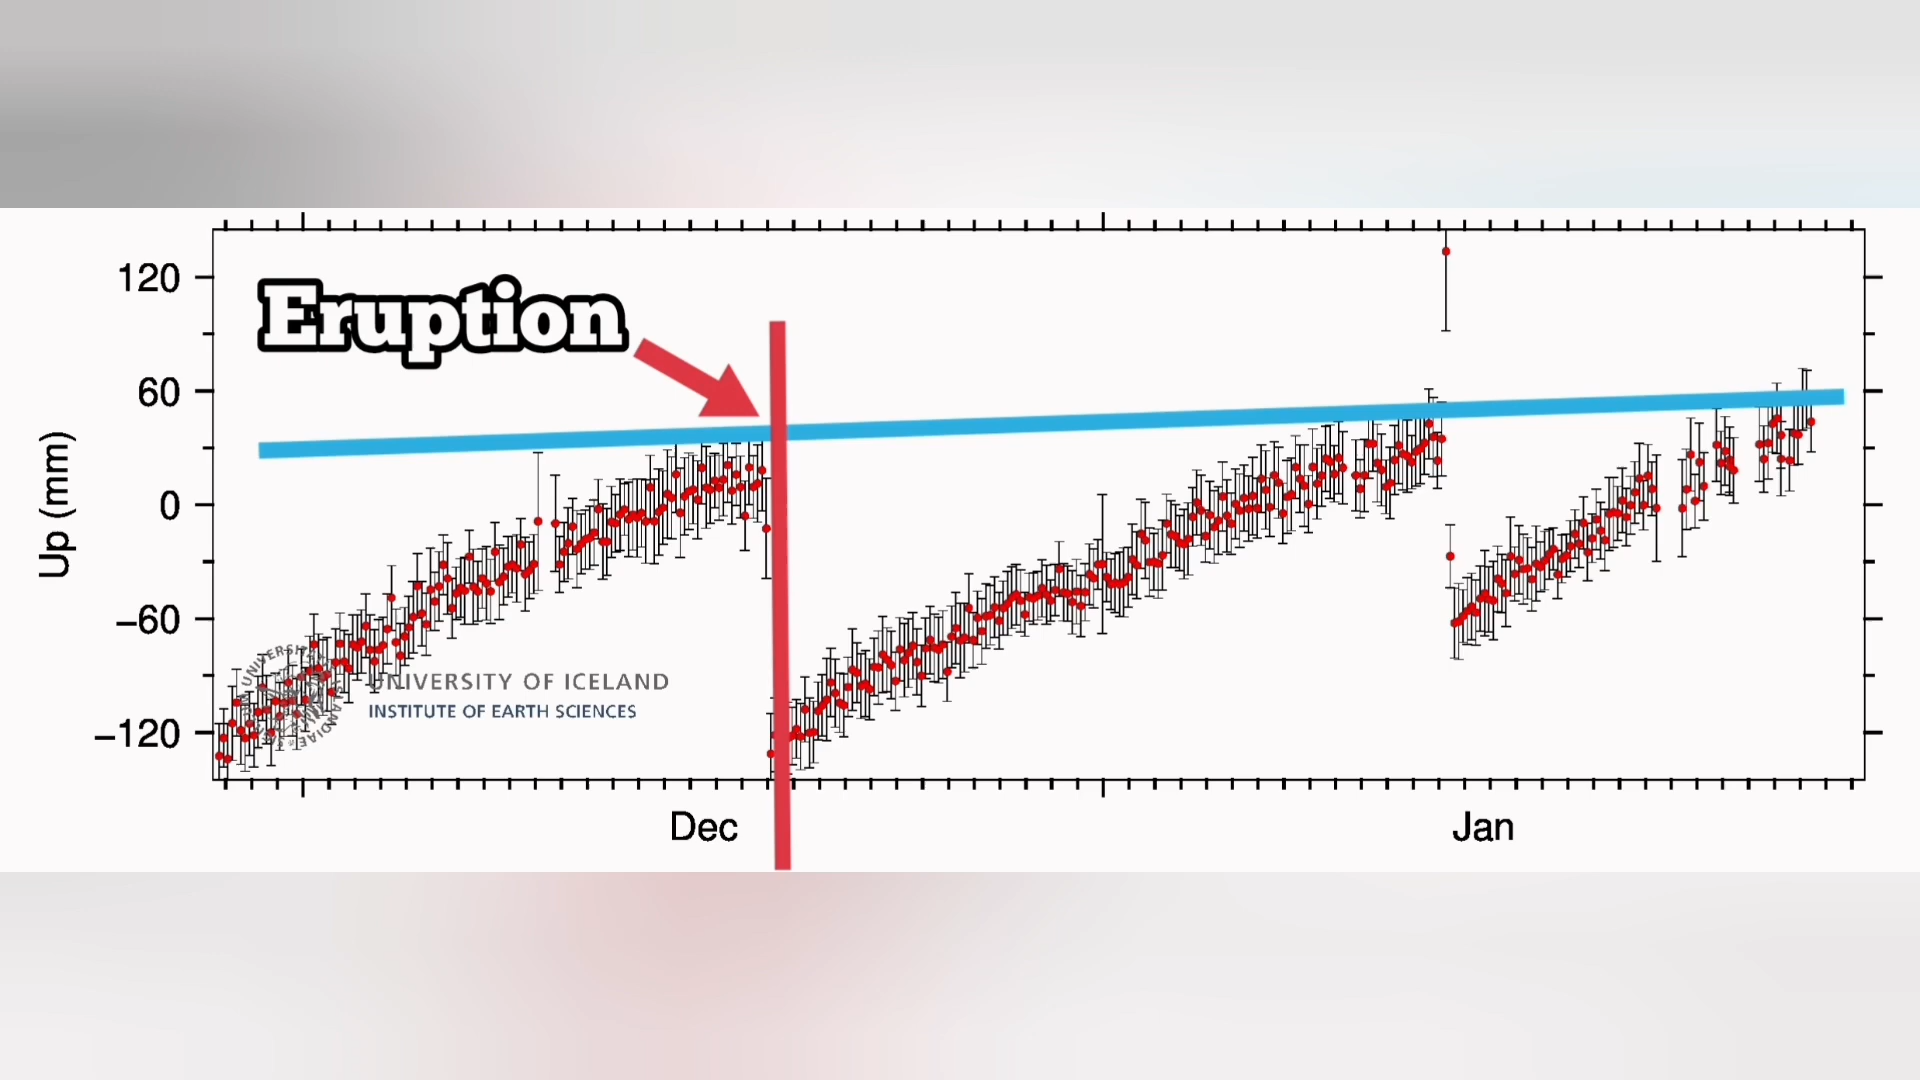 Eruption
120
60
0
−60
−120
Up (mm)
UNIVERSITY OF ICELAND
INSTITUTE OF EARTH SCIENCES
Dec
Jan